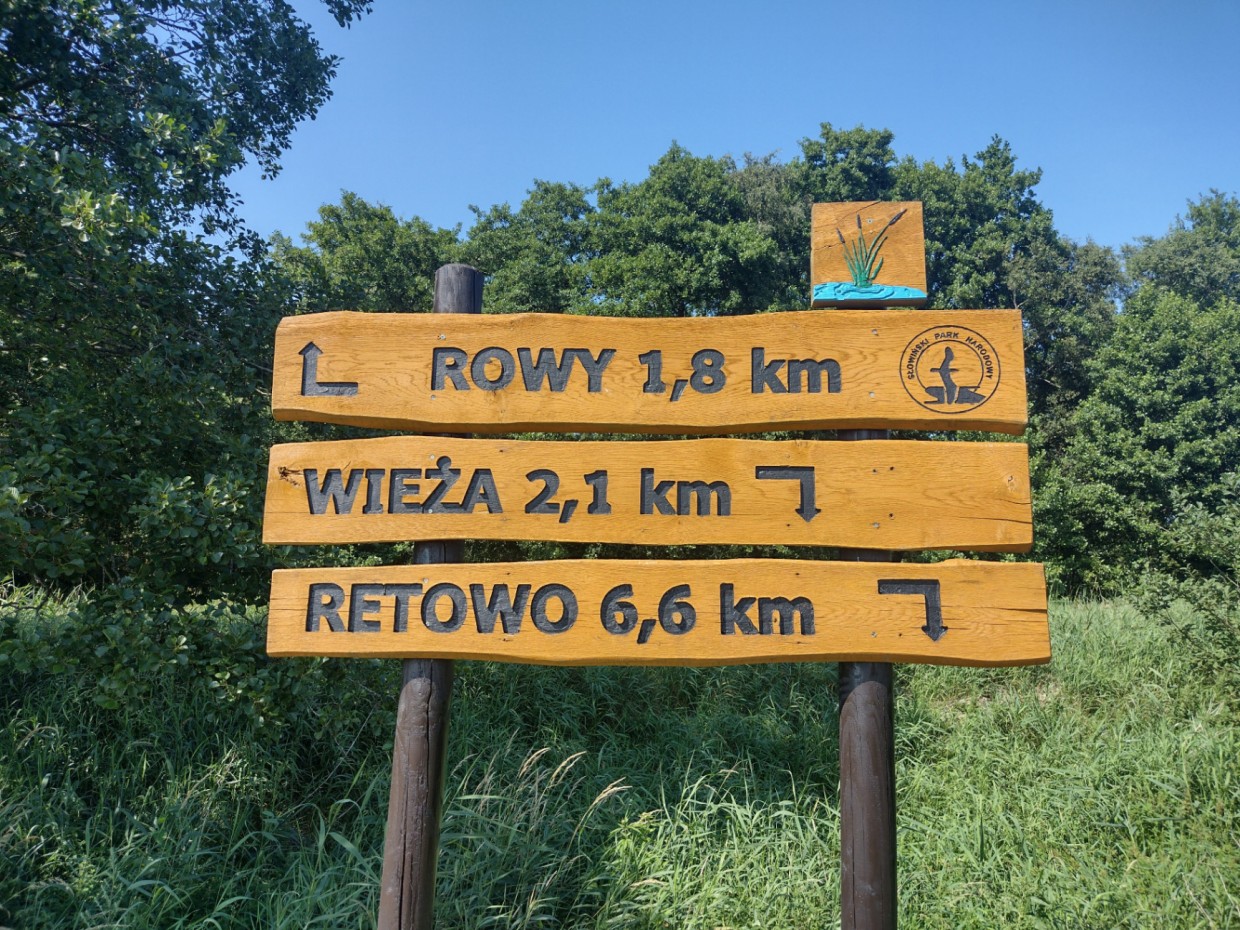 ROWY 1,8 km
SŁOWIŃSKI PARK NARODOWY
WIEŻA 2,1 km
RETOWO 6,6 km